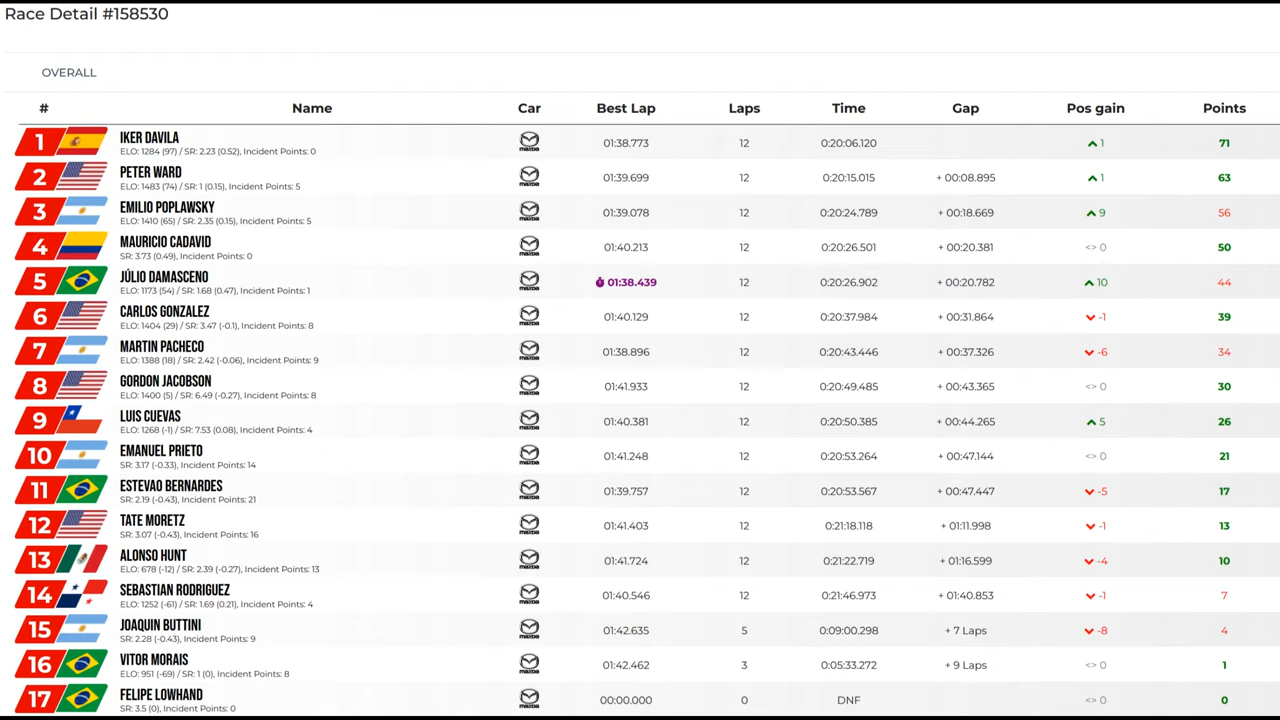 Race Detail #158530
OVERALL
# Name Car Best Lap Laps Time Gap Pos gain Points
1 IKER DAVILA mazda 01:38.773 12 0:20:06.120 1 71
ELO: 1284 (97) / SR: 2.23 (0.52), Incident Points: 0
2 PETER WARD mazda 01:39.699 12 0:20:15.015 + 00:08.895 1 63
ELO: 1483 (74) / SR: 1 (0.15), Incident Points: 5
3 EMILIO POPLAWSKY mazda 01:39.078 12 0:20:24.789 + 00:18.669 9 56
ELO: 1410 (65) / SR: 2.35 (0.15), Incident Points: 5
4 MAURICIO CADAVID mazda 01:40.213 12 0:20:26.501 + 00:20.381 <> 0 50
SR: 3.73 (0.49), Incident Points: 0
5 JÚLIO DAMASCENO mazda 01:38.439 12 0:20:26.902 + 00:20.782 10 44
ELO: 1173 (54) / SR: 1.68 (0.47), Incident Points: 1
6 CARLOS GONZALEZ mazda 01:40.129 12 0:20:37.984 + 00:31.864 -1 39
ELO: 1404 (29) / SR: 3.47 (-0.1), Incident Points: 8
7 MARTIN PACHECO mazda 01:38.896 12 0:20:43.446 + 00:37.326 -6 34
ELO: 1388 (18) / SR: 2.42 (-0.06), Incident Points: 9
8 GORDON JACOBSON mazda 01:41.933 12 0:20:49.485 + 00:43.365 <> 0 30
ELO: 1400 (5) / SR: 6.49 (-0.27), Incident Points: 8
9 LUIS CUEVAS mazda 01:40.381 12 0:20:50.385 + 00:44.265 5 26
ELO: 1268 (-1) / SR: 7.53 (0.08), Incident Points: 4
10 EMANUEL PRIETO mazda 01:41.248 12 0:20:53.264 + 00:47.144 <> 0 21
SR: 3.17 (-0.33), Incident Points: 14
11 ESTEVAO BERNARDES mazda 01:39.757 12 0:20:53.567 + 00:47.447 -5 17
SR: 2.19 (-0.43), Incident Points: 21
12 TATE MORETZ mazda 01:41.403 12 0:21:18.118 + 01:11.998 -1 13
SR: 3.07 (-0.43), Incident Points: 16
13 ALONSO HUNT mazda 01:41.724 12 0:21:22.719 + 01:16.599 -4 10
ELO: 678 (-12) / SR: 2.39 (-0.27), Incident Points: 13
14 SEBASTIAN RODRIGUEZ mazda 01:40.546 12 0:21:46.973 + 01:40.853 -1 7
ELO: 1252 (-61) / SR: 1.69 (0.21), Incident Points: 4
15 JOAQUIN BUTTINI mazda 01:42.635 5 0:09:00.298 + 7 Laps -8 4
SR: 2.28 (-0.43), Incident Points: 9
16 VITOR MORAIS mazda 01:42.462 3 0:05:33.272 + 9 Laps <> 0 1
ELO: 951 (-69) / SR: 1 (0), Incident Points: 8
17 FELIPE LOWHAND mazda 00:00.000 0 DNF <> 0 0
SR: 3.5 (0), Incident Points: 0